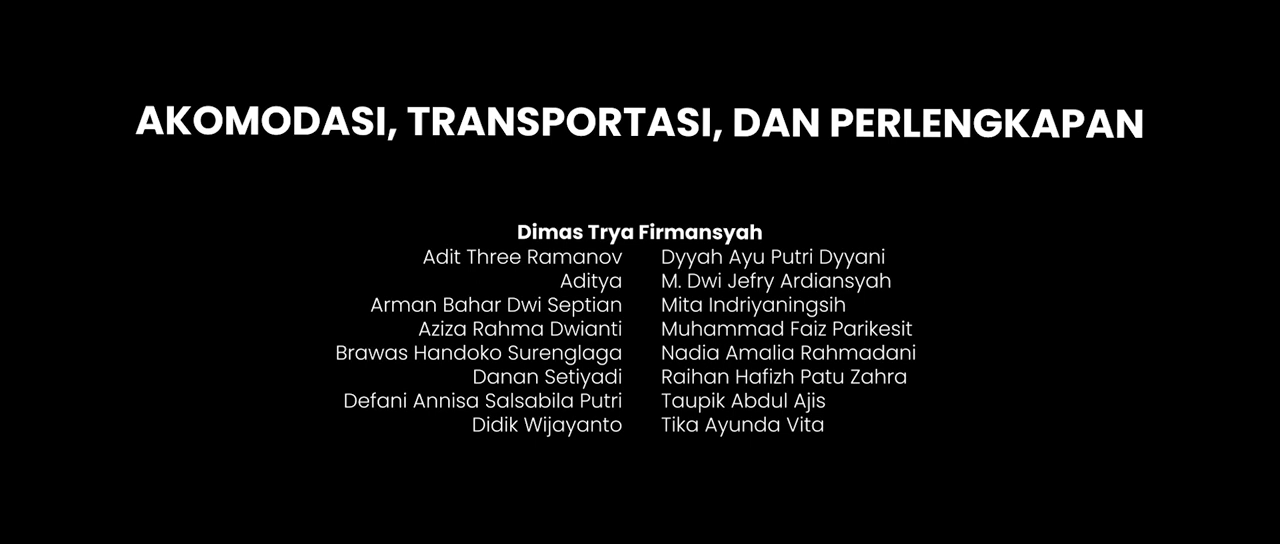 AKOMODASI, TRANSPORTASI, DAN PERLENGKAPAN
Dimas Trya Firmansyah
Adit Three Ramanov
Aditya
Arman Bahar Dwi Septian
Aziza Rahma Dwianti
Brawas Handoko Surenglaga
Danan Setiyadi
Defani Annisa Salsabila Putri
Didik Wijayanto
Dyyah Ayu Putri Dyyani
M. Dwi Jefry Ardiansyah
Mita Indriyaningsih
Muhammad Faiz Parikesit
Nadia Amalia Rahmadani
Raihan Hafizh Patu Zahra
Taupik Abdul Ajis
Tika Ayunda Vita